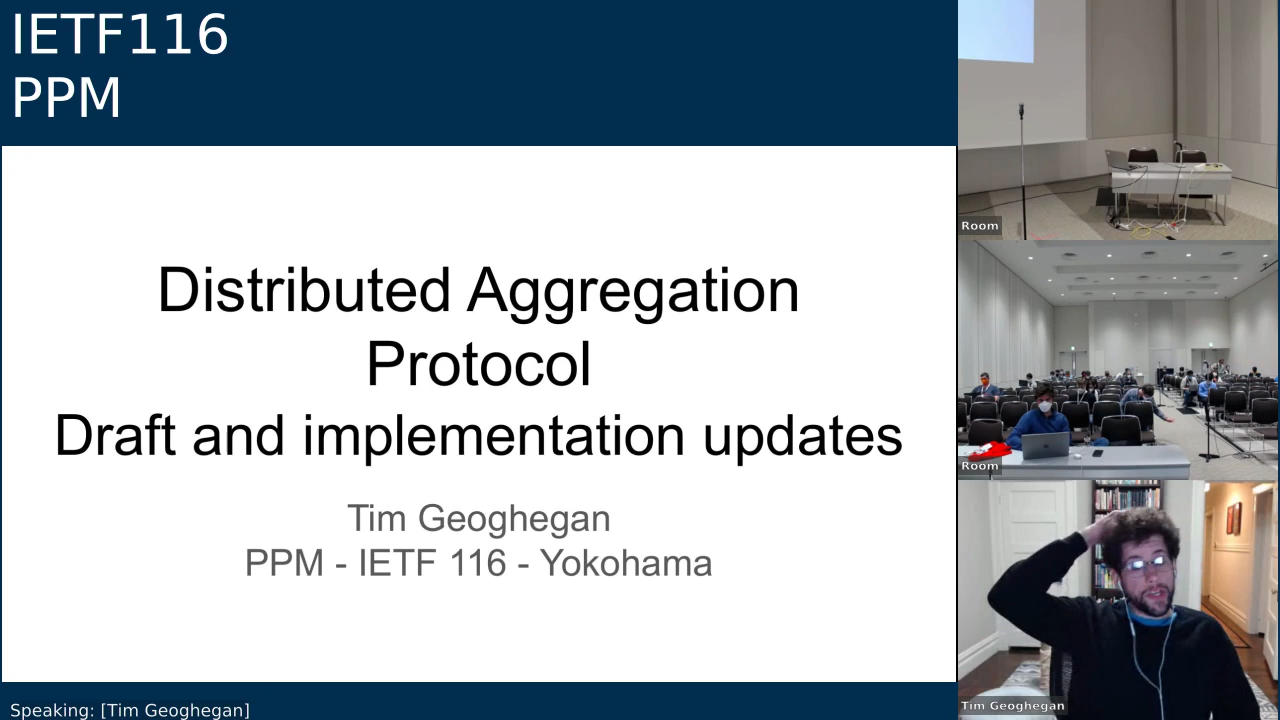 IETF116
PPM
Distributed Aggregation
Protocol
Draft and implementation updates
Tim Geoghegan
PPM - IETF 116 - Yokohama
Speaking: [Tim Geoghegan]
Room
Room
Tim Geoghegan